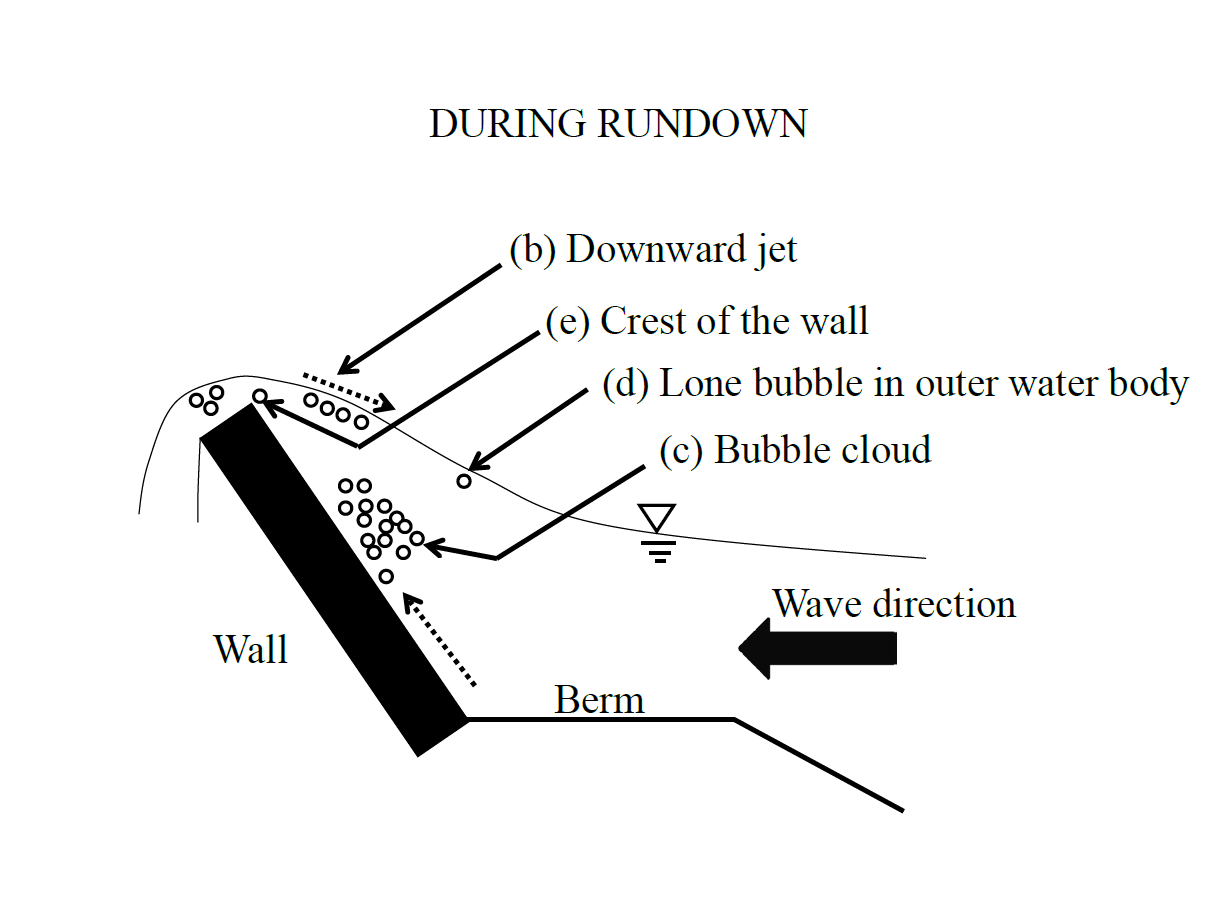 DURING RUNDOWN
(b) Downward jet
(e) Crest of the wall
(d) Lone bubble in outer water body
(c) Bubble cloud
Wave direction
Wall
Berm